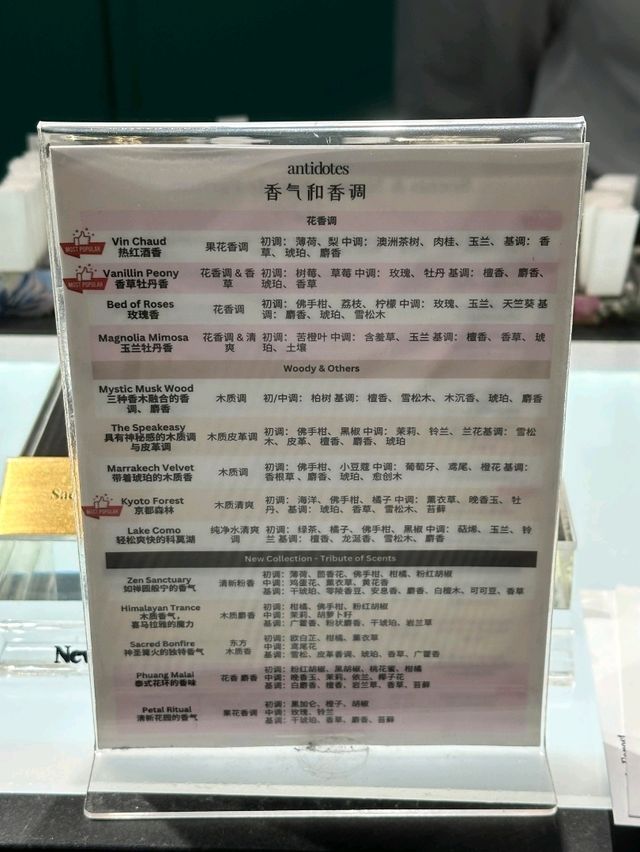 antidotes
香气和香调
花香调
MOST POPULAR
Vin Chaud
热红酒香
果花香调
初调： 薄荷、梨 中调： 澳洲茶树、 肉桂、玉兰、 基调： 香
草、 琥珀、 麝香
MOST POPULAR
Vanillin Peony
香草牡丹香
花香调 & 香
草
初调： 树莓、 草莓 中调： 玫瑰、 牡丹 基调： 檀香、 麝香、
琥珀、 香草
Bed of Roses
玫瑰香
花香调
初调： 佛手柑、 荔枝、 柠檬 中调： 玫瑰、 玉兰、 天竺葵 基
调： 麝香、 琥珀、 雪松木
Magnolia Mimosa
玉兰牡丹香
花香调 & 清
爽
初调： 苦橙叶 中调： 含羞草、 玉兰 基调： 檀香、 香草、 琥
珀、 土壤
Woody & Others
Mystic Musk Wood
三种香木融合的香
调、 麝香
木质调
初/中调： 柏树 基调： 檀香、 雪松木、 木沉香、 琥珀、 麝香
The Speakeasy
具有神秘感的木质调
与皮革调
木质皮革调
初调： 佛手柑、 黑椒 中调： 茉莉、 铃兰、 兰花基调： 雪松
木、 皮革、 檀香、 麝香、 琥珀
Marrakech Velvet
带着琥珀的木质香
木质调
初调： 佛手柑、 小豆蔻 中调： 葡萄牙、 鸢尾、 橙花 基调：
香根草 、 麝香、 琥珀、 愈创木
MOST POPULAR
Kyoto Forest
京都森林
木质清爽
初调： 海洋、 佛手柑、 橘子 中调： 薰衣草、 晚香玉、 牡
丹、 基调： 琥珀、 香草、 雪松木、 苔藓
Lake Como
轻松爽快的科莫湖
纯净水清爽
调
初调： 绿茶、 橘子、 佛手柑、 黑椒 中调： 萜烯、 玉兰、 铃
兰 基调： 檀香、 龙涎香、 雪松木、 麝香
New Collection - Tribute of Scents
Zen Sanctuary
如禅园般宁的香气
清新粉香
初调： 薄荷、 茴香花、 佛手柑、 柑橘、 粉红胡椒
中调： 鸡蛋花、 薰衣草、 黄花香
基调： 干琥珀、 零陵香豆、 安息香、 麝香、 白檀木、 可可豆、 香草
Himalayan Trance
木质香气，
喜马拉雅的魔力
木质麝香
初调： 柑橘、 佛手柑、 粉红胡椒
中调： 茉莉、 胡萝卜籽
基调： 广藿香、 粉状麝香、 干琥珀、 岩兰草
Sacred Bonfire
神圣篝火的独特香气
东方
木质香
初调： 欧白芷、 柑橘、 薰衣草
中调： 鸢尾花
基调： 雪松、 皮革香调、 琥珀、 香草、 广藿香
Phuang Malai
泰式花环的香味
花香 麝香
初调： 粉红胡椒、 黑胡椒、 桃花蜜、 柑橘
中调： 晚香玉、 茉莉、 依兰、 椰子花
基调： 白麝香、 檀香、 岩兰草、 香草、 苔藓
Petal Ritual
清新花园的香气
果花香调
初调： 黑加仑、 橙子、 胡椒
中调： 玫瑰、 铃兰
基调： 干琥珀、 香草、 麝香、 苔藓